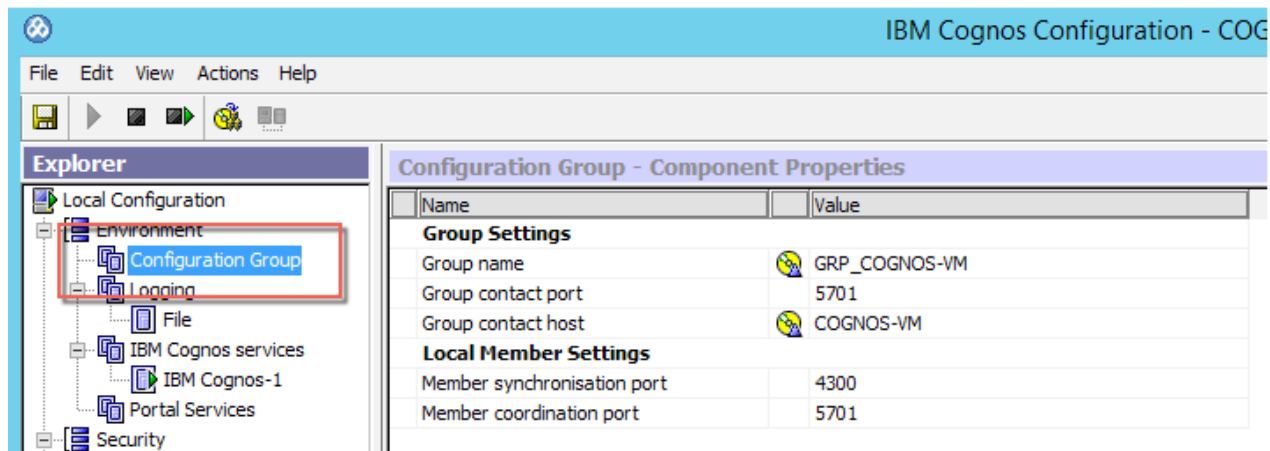 IBM Cognos Configuration - COG
File Edit View Actions Help
Explorer
Configuration Group - Component Properties
Local Configuration
Environment
Configuration Group
Logging
File
IBM Cognos services
IBM Cognos-1
Portal Services
Security
Name Value
Group Settings
Group name GRP_COGNOS-VM
Group contact port 5701
Group contact host COGNOS-VM
Local Member Settings
Member synchronisation port 4300
Member coordination port 5701